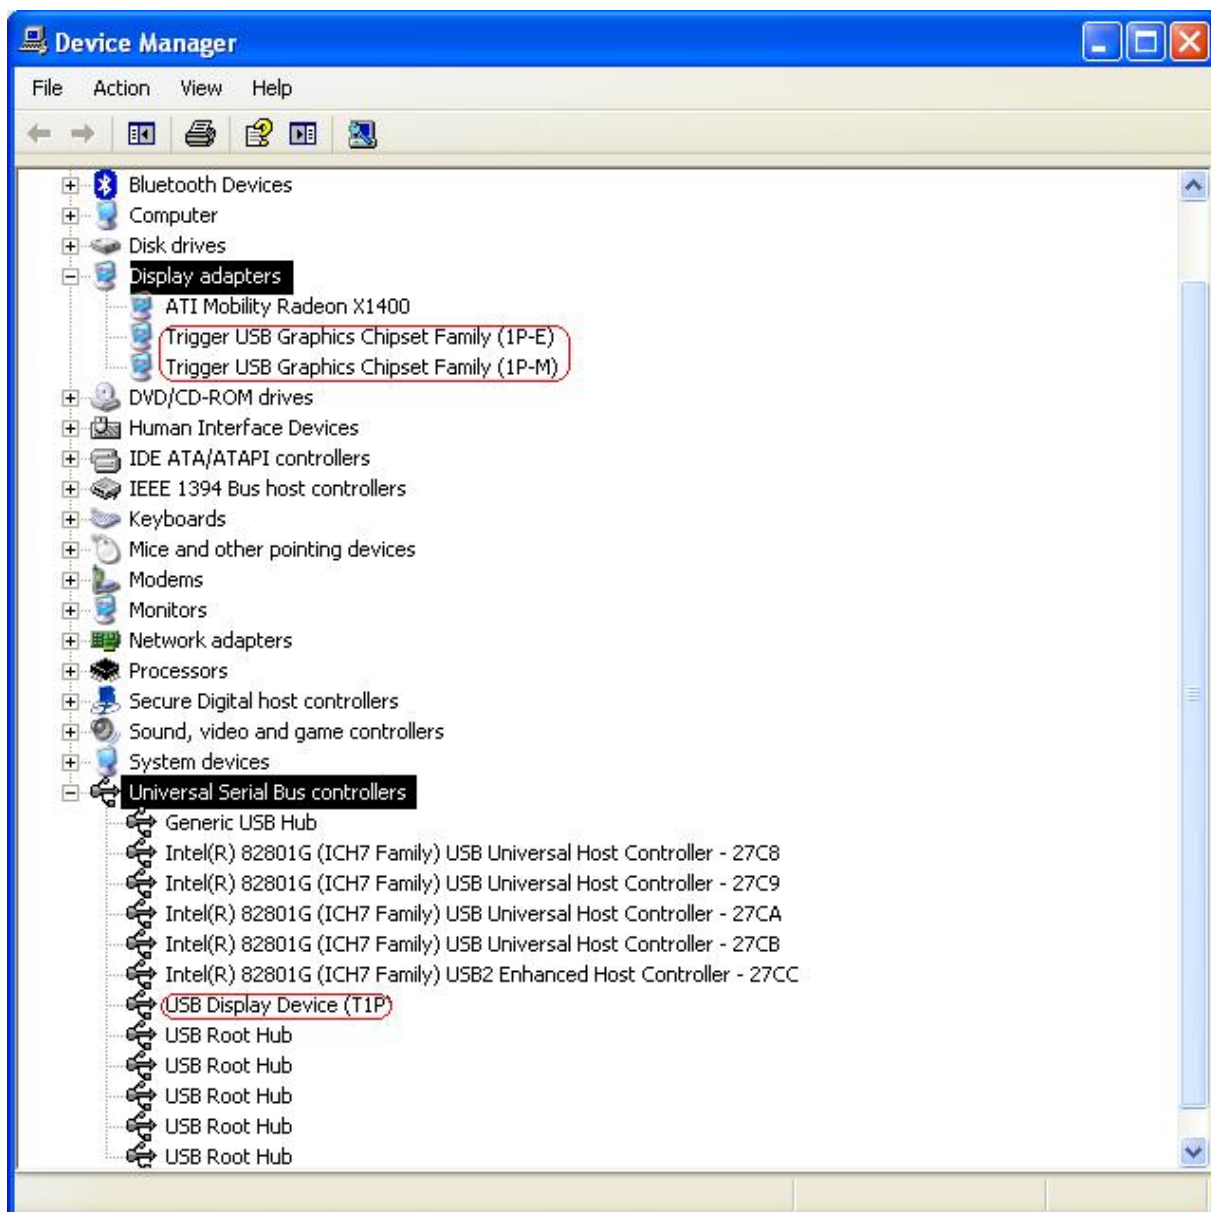 Device Manager
File Action View Help
Bluetooth Devices
Computer
Disk drives
Display adapters
ATI Mobility Radeon X1400
Trigger USB Graphics Chipset Family (1P-E)
Trigger USB Graphics Chipset Family (1P-M)
DVD/CD-ROM drives
Human Interface Devices
IDE ATA/ATAPI controllers
IEEE 1394 Bus host controllers
Keyboards
Mice and other pointing devices
Modems
Monitors
Network adapters
Processors
Secure Digital host controllers
Sound, video and game controllers
System devices
Universal Serial Bus controllers
Generic USB Hub
Intel(R) 82801G (ICH7 Family) USB Universal Host Controller - 27C8
Intel(R) 82801G (ICH7 Family) USB Universal Host Controller - 27C9
Intel(R) 82801G (ICH7 Family) USB Universal Host Controller - 27CA
Intel(R) 82801G (ICH7 Family) USB Universal Host Controller - 27CB
Intel(R) 82801G (ICH7 Family) USB2 Enhanced Host Controller - 27CC
USB Display Device (T1P)
USB Root Hub
USB Root Hub
USB Root Hub
USB Root Hub
USB Root Hub